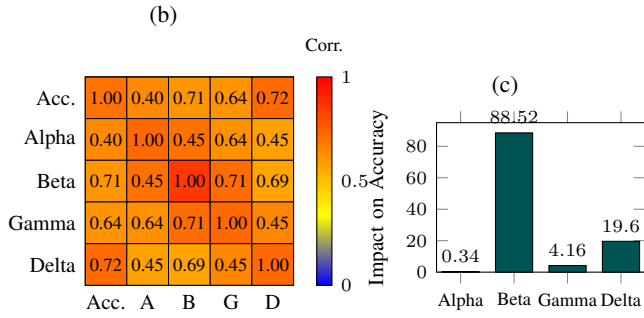 (b)
Corr.
Acc. 1.00 0.40 0.71 0.64 0.72
Alpha 0.40 1.00 0.45 0.64 0.45
Beta 0.71 0.45 1.00 0.71 0.69
Gamma 0.64 0.64 0.71 1.00 0.45
Delta 0.72 0.45 0.69 0.45 1.00
Acc. A B G D
1
0.5
0
(c)
Impact on Accuracy
80
60
40
20
0
0.34
88.52
4.16
19.6
Alpha Beta Gamma Delta